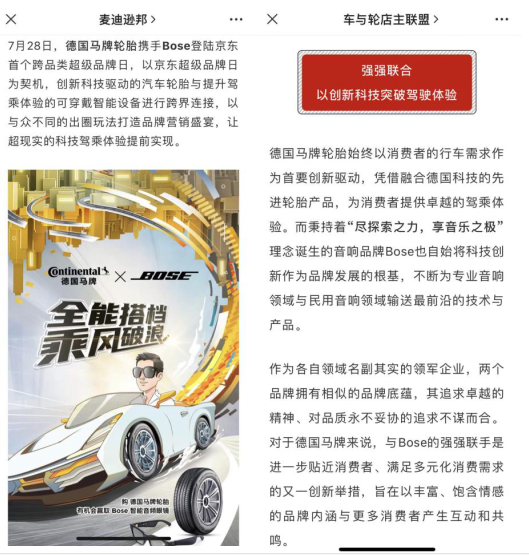 麦迪逊邦 >
7月28日，德国马牌轮胎携手Bose登陆京东
首个跨品类超级品牌日，以京东超级品牌日
为契机，创新科技驱动的汽车轮胎与提升驾
乘体验的可穿戴智能设备进行跨界连接，以
与众不同的出圈玩法打造品牌营销盛宴，让
超现实的科技驾乘体验提前实现。
Continental
德国马牌
×
BOSE
全能搭档
乘风破浪
购 德国马牌轮胎
有机会赢取 Bose 智能音频眼镜
车与轮店主联盟 >
强强联合
以创新科技突破驾驶体验
德国马牌轮胎始终以消费者的行车需求作
为首要创新驱动，凭借融合德国科技的先
进轮胎产品，为消费者提供卓越的驾乘体
验。而秉持着“尽探索之力，享音乐之极”
理念诞生的音响品牌Bose也自始将科技创
新作为品牌发展的根基，不断为专业音响
领域与民用音响领域输送最前沿的技术与
产品。
作为各自领域名副其实的领军企业，两个
品牌拥有相似的品牌底蕴，其追求卓越的
精神、对品质永不妥协的追求不谋而合。
对于德国马牌来说，与Bose的强强联手是
进一步贴近消费者、满足多元化消费需求
的又一创新举措，旨在以丰富、饱含情感
的品牌内涵与更多消费者产生互动和共
鸣。